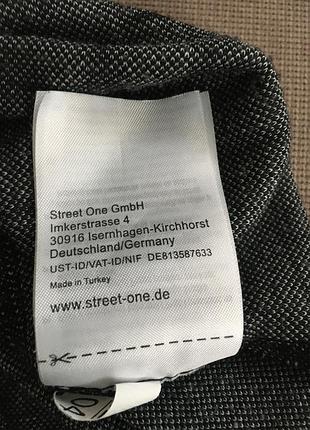 Street One GmbH
Imkerstrasse 4
30916 Isernhagen-Kirchhorst
Deutschland/Germany
UST-ID/VAT-ID/NIF DE813587633
Made in Turkey
www.street-one.de